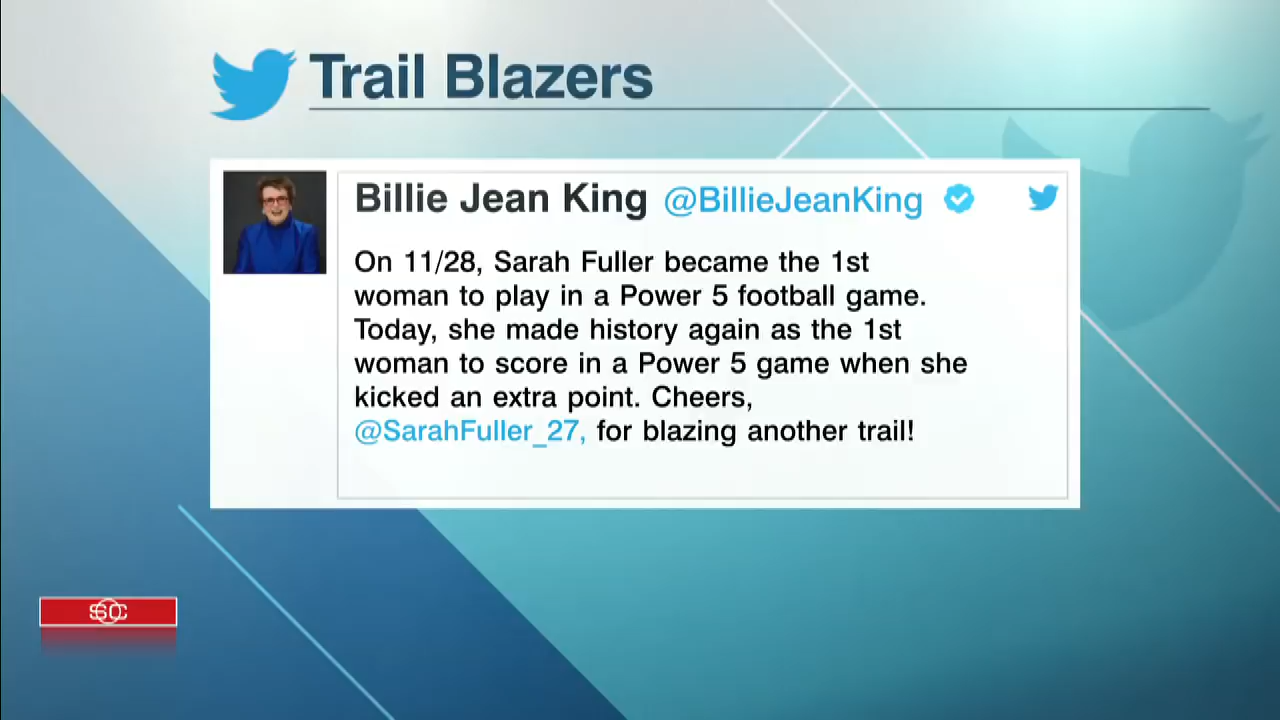 Trail Blazers
Billie Jean King @BillieJeanKing
On 11/28, Sarah Fuller became the 1st
woman to play in a Power 5 football game.
Today, she made history again as the 1st
woman to score in a Power 5 game when she
kicked an extra point. Cheers,
@SarahFuller_27, for blazing another trail!